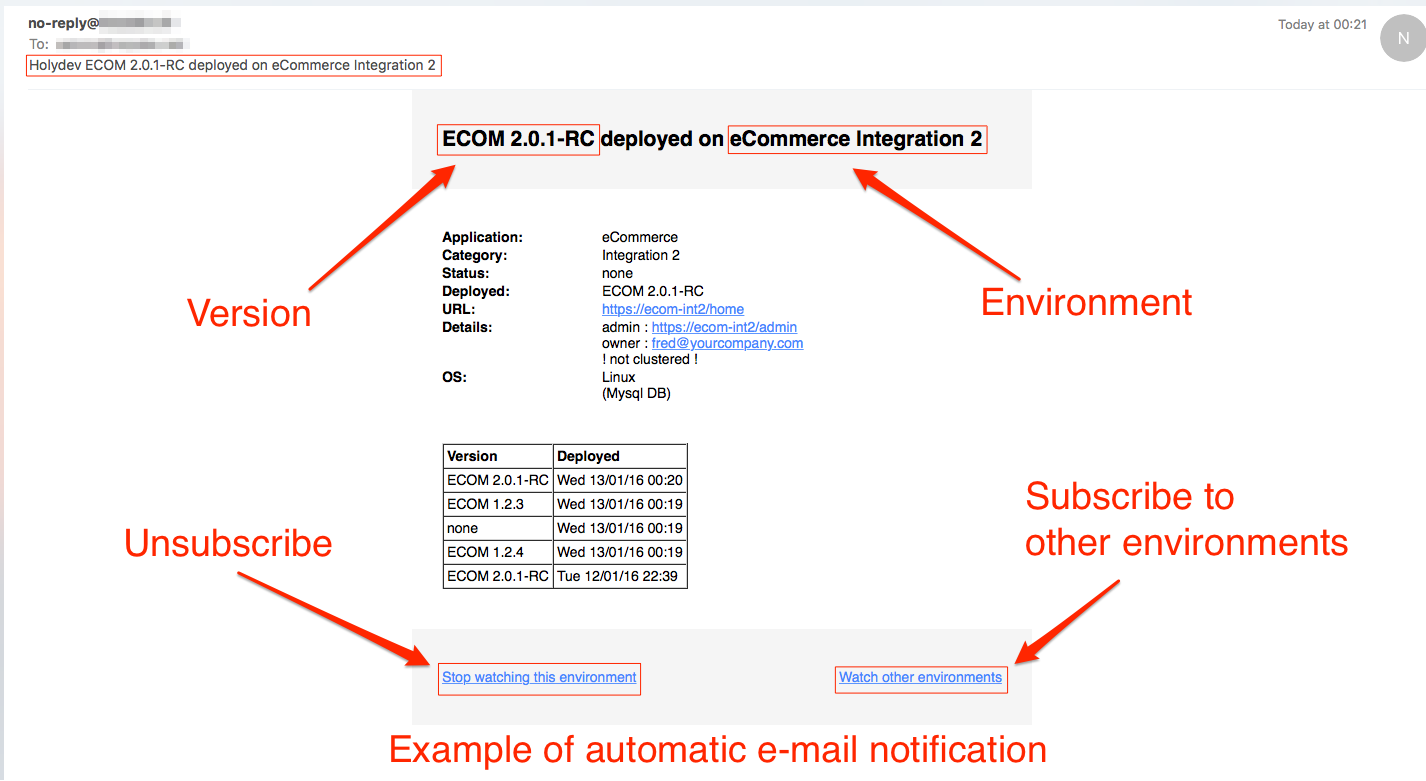 no-reply@
Today at 00:21
N
To:
Holydev ECOM 2.0.1-RC deployed on eCommerce Integration 2
ECOM 2.0.1-RC deployed on eCommerce Integration 2
Version
Environment
Application: eCommerce
Category: Integration 2
Status: none
Deployed: ECOM 2.0.1-RC
URL: https://ecom-int2/home
Details: admin : https://ecom-int2/admin
owner : fred@yourcompany.com
! not clustered !
OS: Linux
(Mysql DB)
Version Deployed
ECOM 2.0.1-RC Wed 13/01/16 00:20
ECOM 1.2.3 Wed 13/01/16 00:19
none Wed 13/01/16 00:19
ECOM 1.2.4 Wed 13/01/16 00:19
ECOM 2.0.1-RC Tue 12/01/16 22:39
Unsubscribe
Subscribe to
other environments
Stop watching this environment
Watch other environments
Example of automatic e-mail notification